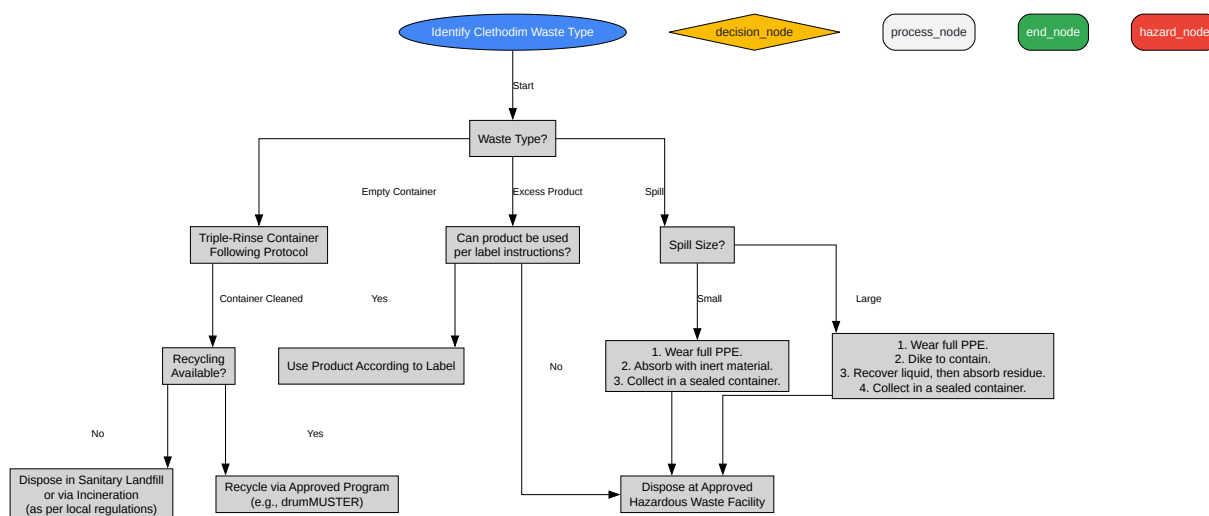 Identify Clethodim Waste Type
decision_node
process_node
end_node
hazard_node
Start
Waste Type?
Empty Container
Excess Product
Spill
Triple-Rinse Container
Following Protocol
Can product be used
per label instructions?
Spill Size?
Container Cleaned
Yes
Small
Large
Recycling
Available?
Use Product According to Label
No
1. Wear full PPE.
2. Absorb with inert material.
3. Collect in a sealed container.
1. Wear full PPE.
2. Dike to contain.
3. Recover liquid, then absorb residue.
4. Collect in a sealed container.
No
Yes
Dispose in Sanitary Landfill
or via Incineration
(as per local regulations)
Recycle via Approved Program
(e.g., drumMUSTER)
Dispose at Approved
Hazardous Waste Facility